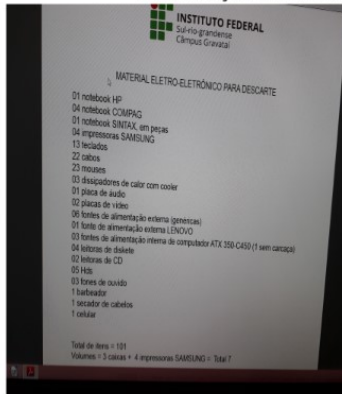 INSTITUTO FEDERAL
Sul-rio-grandense
Câmpus Gravataí
MATERIAL ELETRO-ELETRÔNICO PARA DESCARTE
01 notebook HP
04 notebook COMPAG
01 notebook SINTAX, em peças
04 impressoras SAMSUNG
13 teclados
22 cabos
23 mouses
03 dissipadores de calor com cooler
01 placa de áudio
02 placas de vídeo
06 fontes de alimentação externa (genéricas)
01 fonte de alimentação externa LENOVO
03 fontes de alimentação interna de computador ATX 350-C450 (1 sem carcaça)
04 leitoras de diskete
02 leitoras de CD
05 Hds
03 fones de ouvido
1 barbeador
1 secador de cabelos
1 celular
Total de itens = 101
Volumes = 3 caixas + 4 impressoras SAMSUNG = Total 7